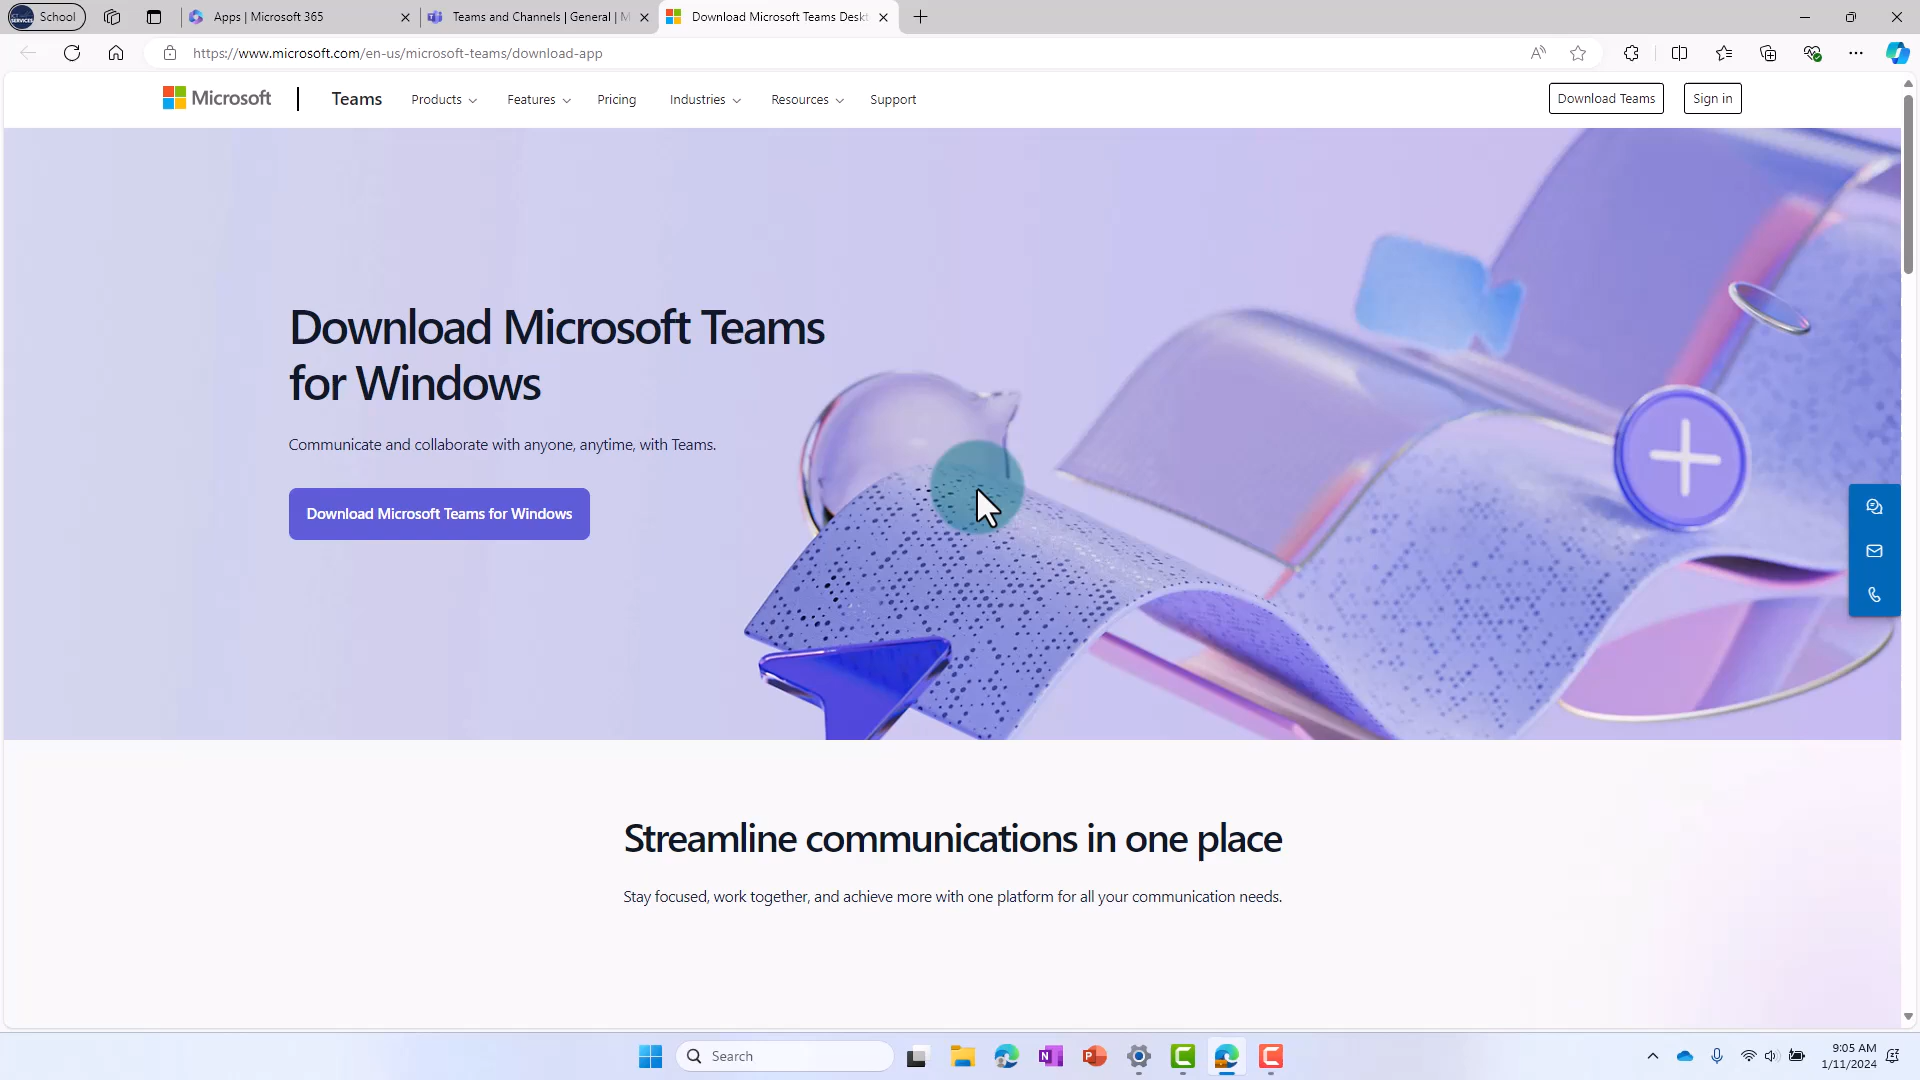 School
Apps | Microsoft 365
Teams and Channels | General | M
Download Microsoft Teams Deskt
https://www.microsoft.com/en-us/microsoft-teams/download-app
Microsoft
Teams
Products
Features
Pricing
Industries
Resources
Support
Download Teams
Sign in
Download Microsoft Teams
for Windows
Communicate and collaborate with anyone, anytime, with Teams.
Download Microsoft Teams for Windows
Streamline communications in one place
Stay focused, work together, and achieve more with one platform for all your communication needs.
Search
9:05 AM
1/11/2024